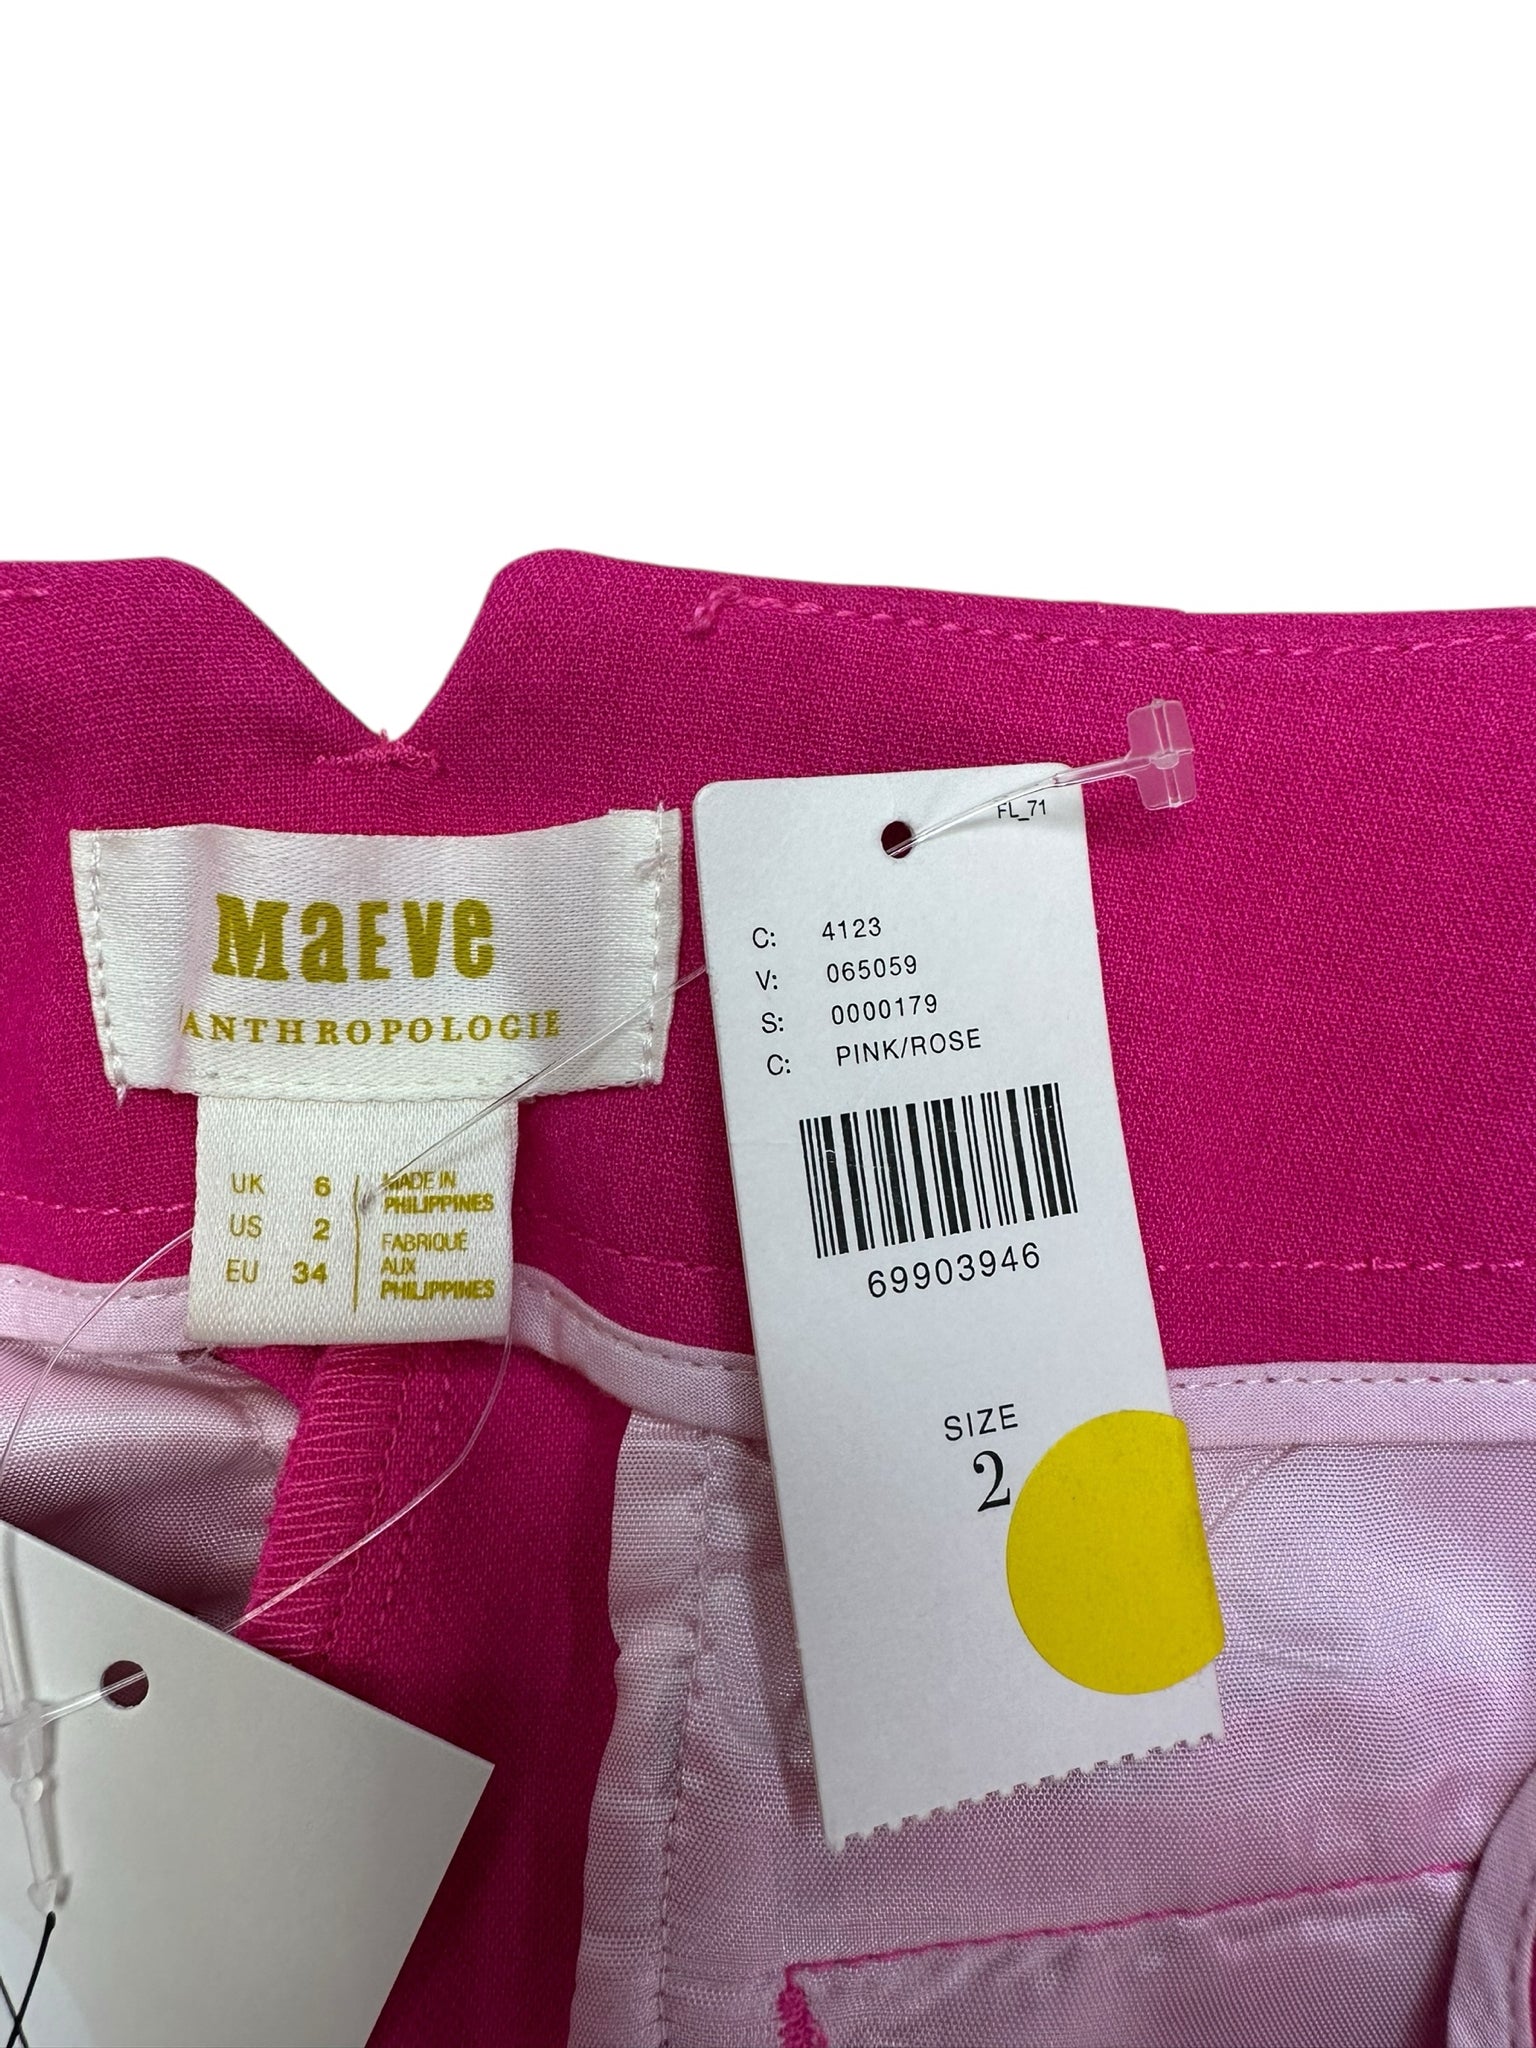 MaEve
ANTHROPOLOGIE
UK 6
US 2
EU 34
MADE IN
PHILIPPINES
FABRIQUÉ
AUX
PHILIPPINES
FL_71
C: 4123
V: 065059
S: 0000179
C: PINK/ROSE
69903946
SIZE
2